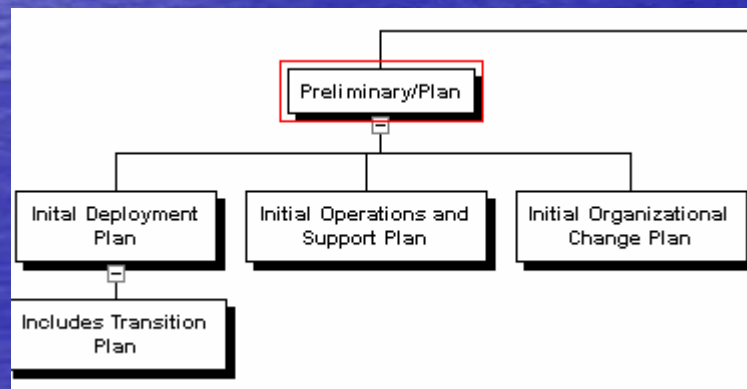 Preliminary/Plan
Inital Deployment
Plan
Initial Operations and
Support Plan
Initial Organizational
Change Plan
Includes Transition
Plan